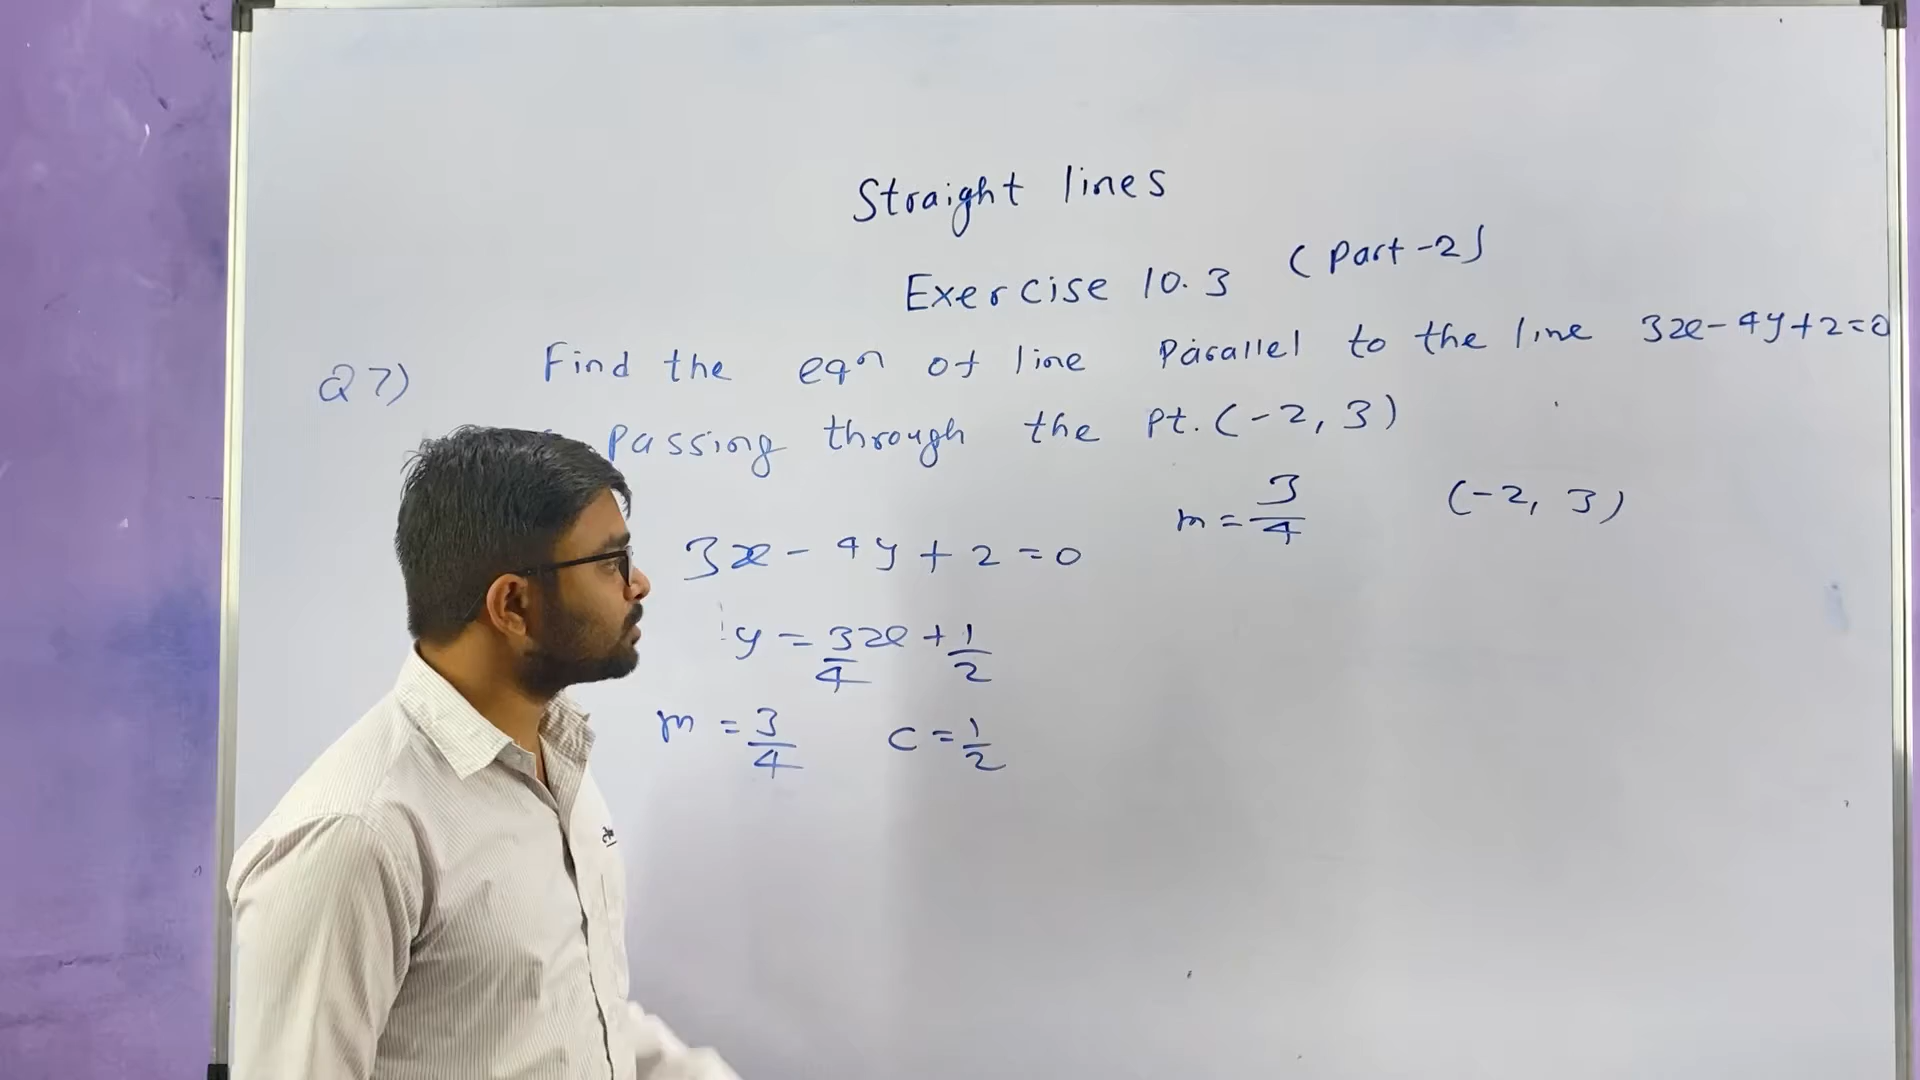 Straight lines
Exercise 10.3 (Part-2)
Q7) Find the eqn of line Parallel to the line 3x-4y+2=0
passing through the pt. (-2, 3)
m = 3/4 (-2, 3)
3x - 4y + 2 = 0
y = 3/4 x + 1/2
m = 3/4 c = 1/2